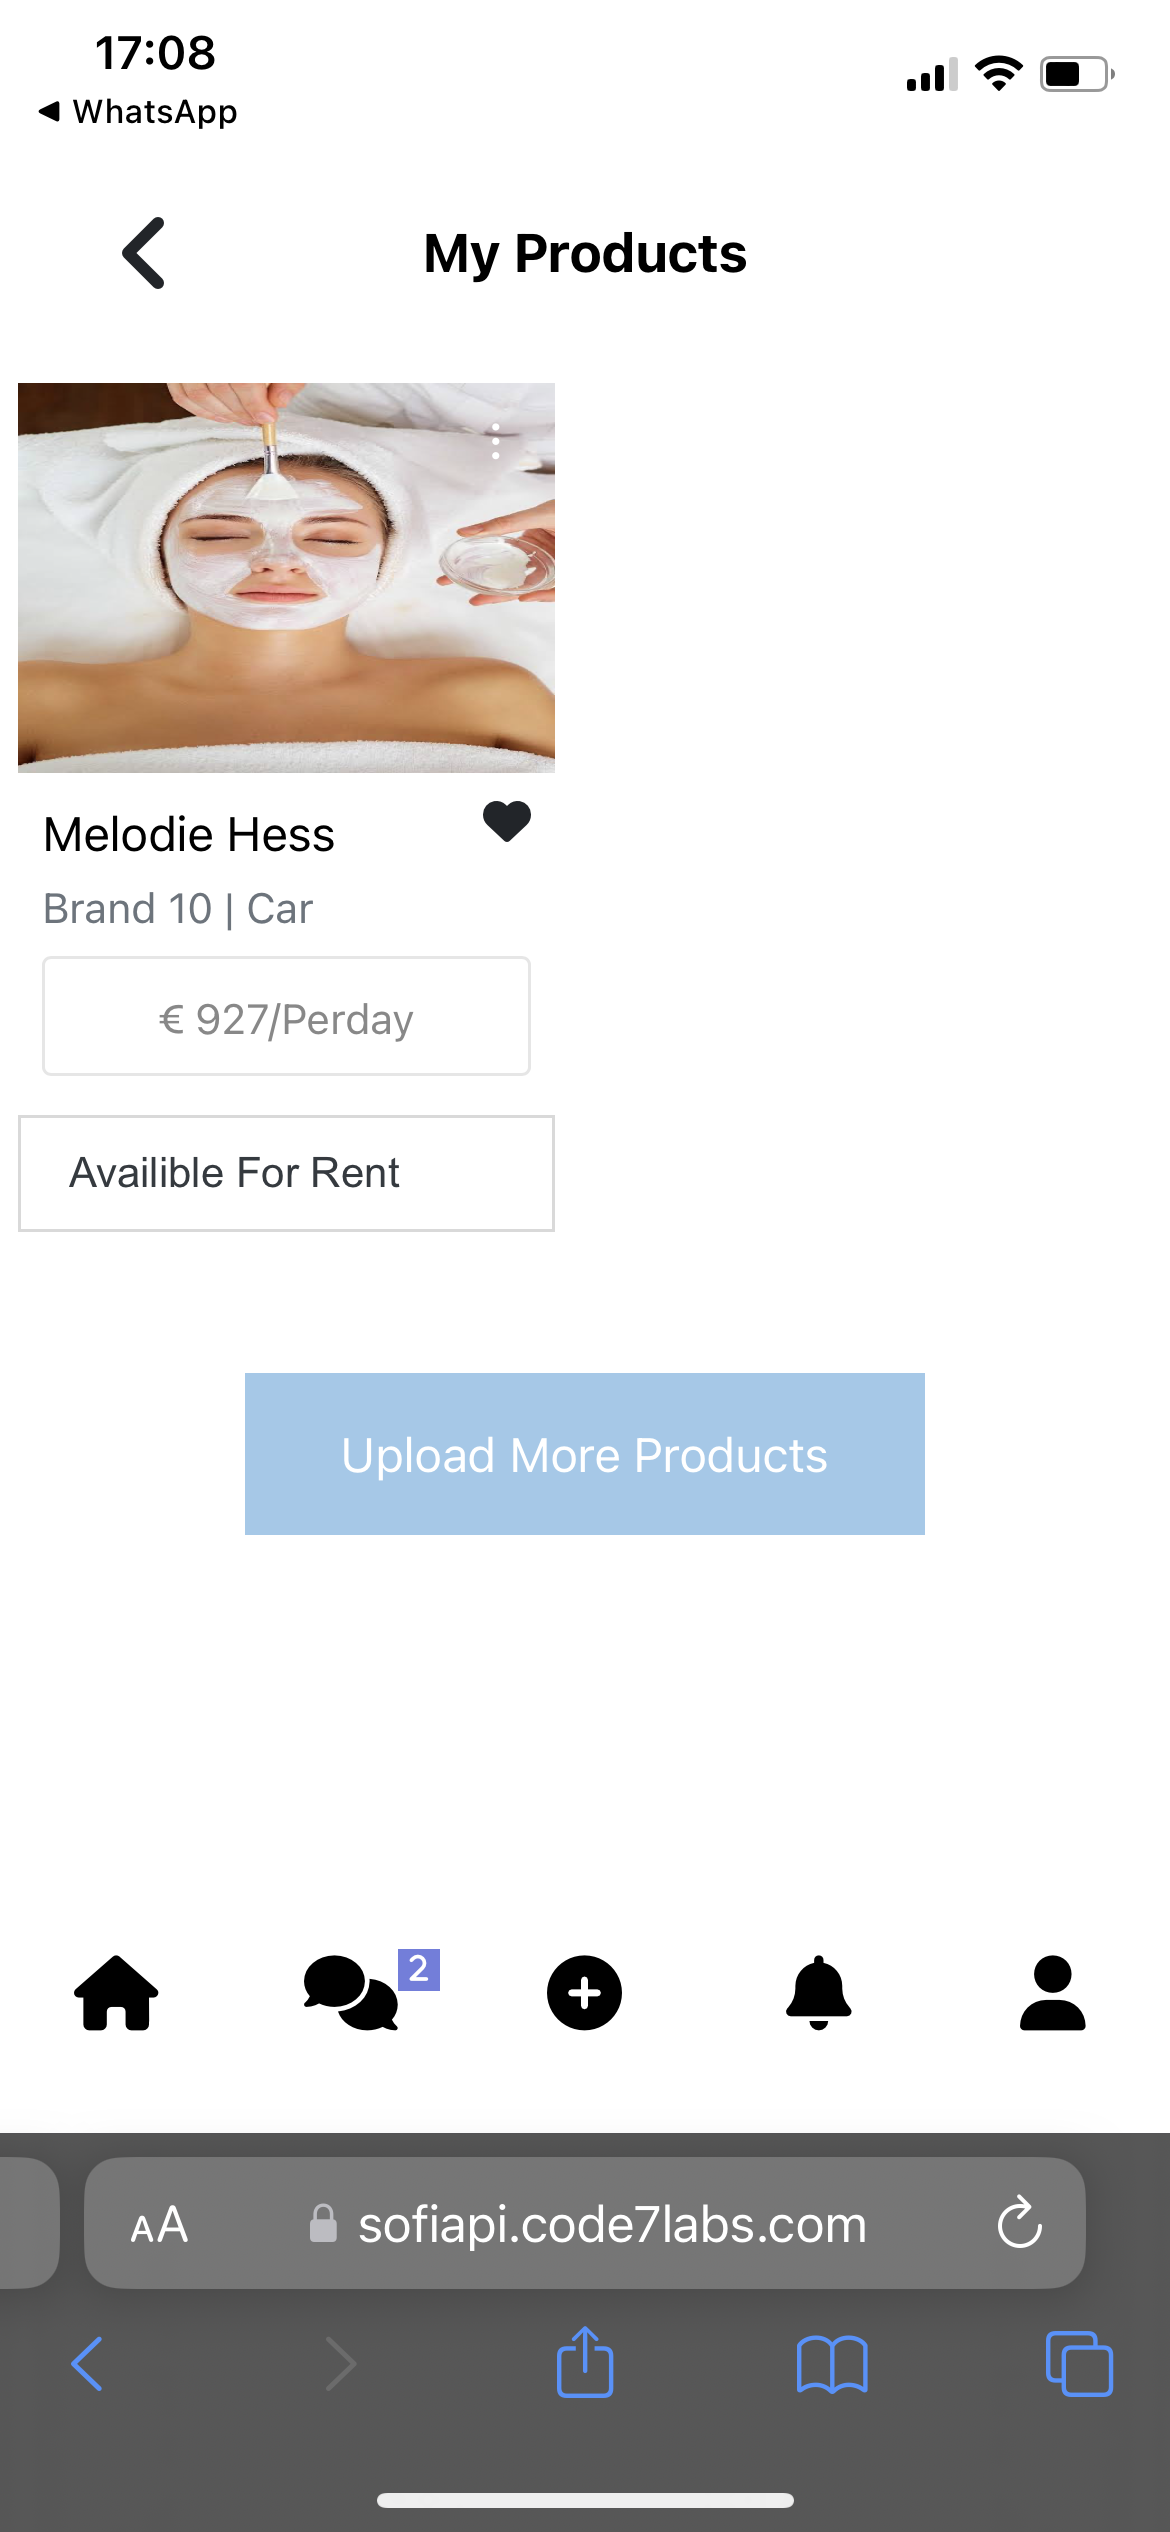 17:08
WhatsApp
My Products
Melodie Hess
Brand 10 | Car
€ 927/Perday
Availible For Rent
Upload More Products
2
AA
sofiapi.code7labs.com